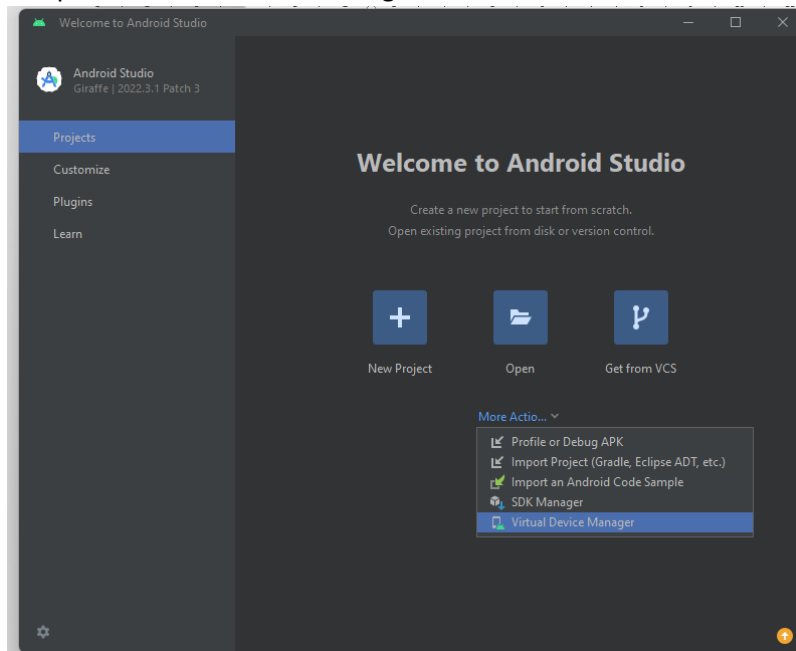 Welcome to Android Studio
Android Studio
Giraffe | 2022.3.1 Patch 3
Projects
Customize
Plugins
Learn
Welcome to Android Studio
Create a new project to start from scratch.
Open existing project from disk or version control.
New Project
Open
Get from VCS
More Actio...
Profile or Debug APK
Import Project (Gradle, Eclipse ADT, etc.)
Import an Android Code Sample
SDK Manager
Virtual Device Manager